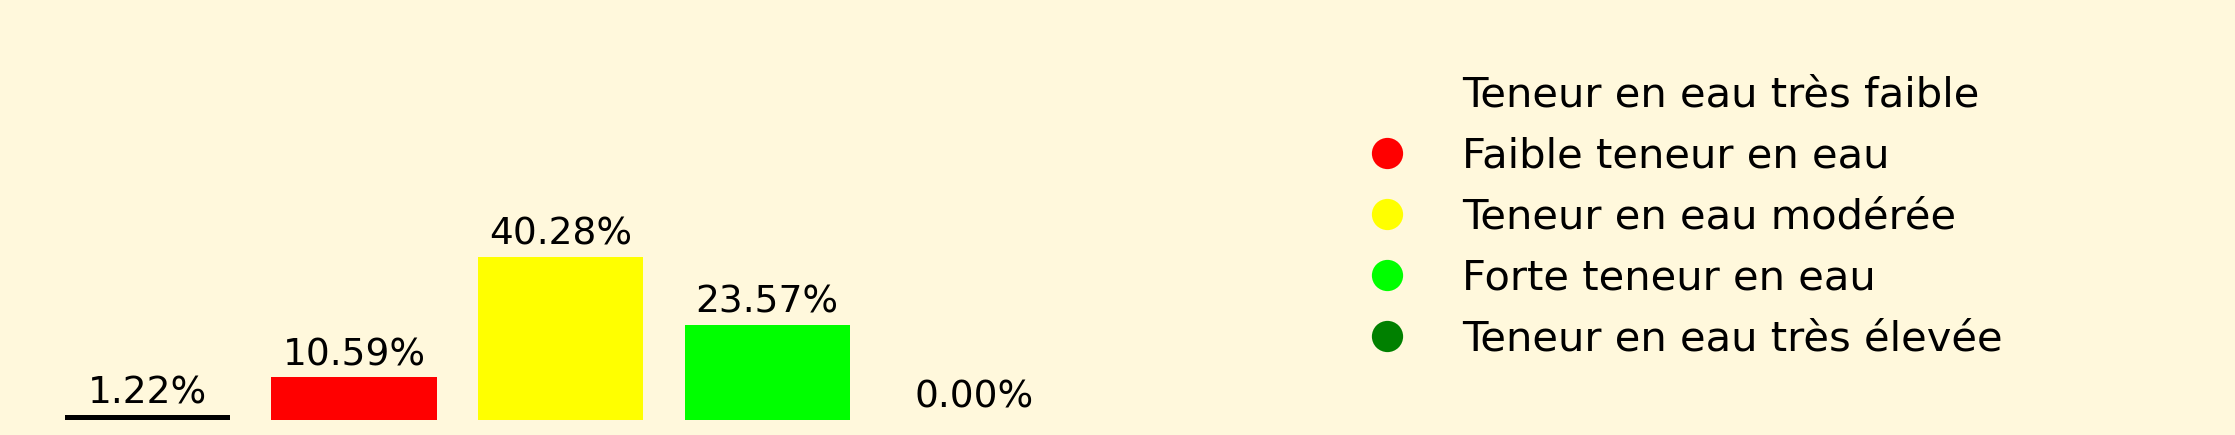 1.22%
10.59%
40.28%
23.57%
0.00%
Teneur en eau très faible
Faible teneur en eau
Teneur en eau modérée
Forte teneur en eau
Teneur en eau très élevée